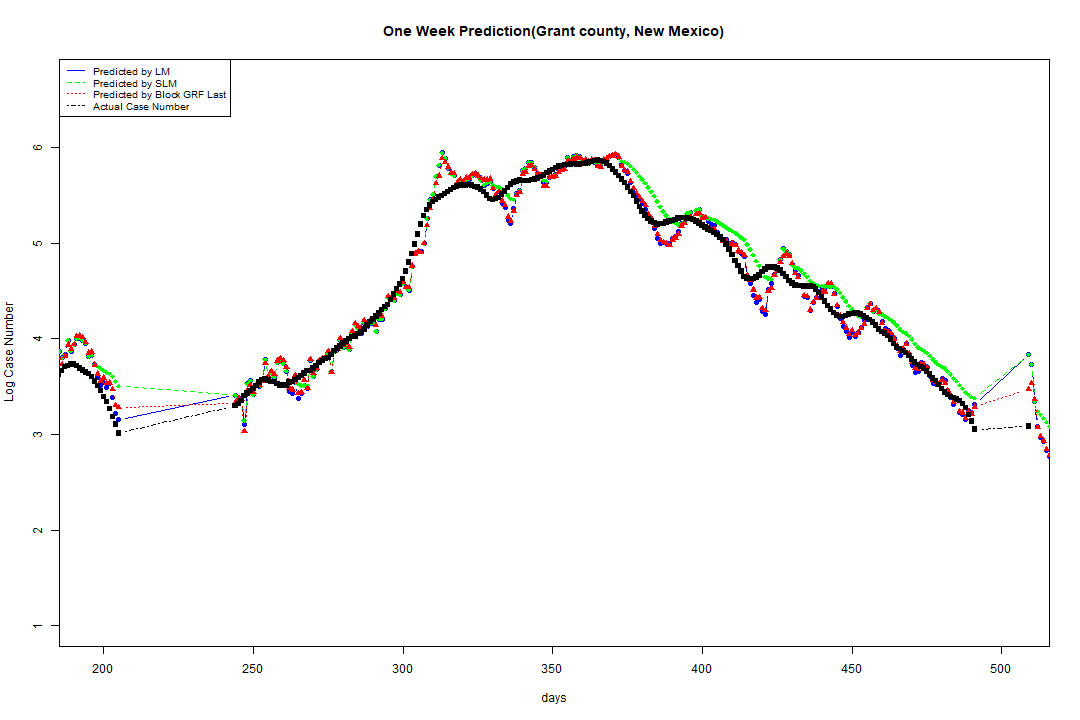 One Week Prediction(Grant county, New Mexico)
Predicted by LM
Predicted by SLM
Predicted by Block GRF Last
Actual Case Number
6
5
4
3
2
1
Log Case Number
200 250 300 350 400 450 500
days